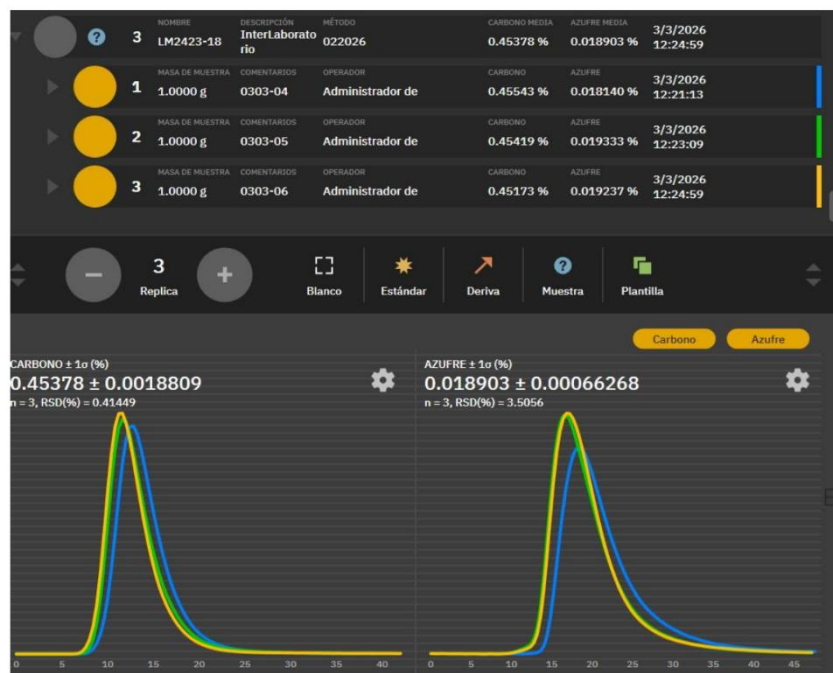 NOMBRE DESCRIPCIÓN MÉTODO CARBONO MEDIA AZUFRE MEDIA
3 LM2423-18 InterLaborato
rio 022026 0.45378 % 0.018903 % 3/3/2026
12:24:59
MASA DE MUESTRA COMENTARIOS OPERADOR CARBONO AZUFRE
1 1.0000 g 0303-04 Administrador de 0.45543 % 0.018140 % 3/3/2026
12:21:13
MASA DE MUESTRA COMENTARIOS OPERADOR CARBONO AZUFRE
2 1.0000 g 0303-05 Administrador de 0.45419 % 0.019333 % 3/3/2026
12:23:09
MASA DE MUESTRA COMENTARIOS OPERADOR CARBONO AZUFRE
3 1.0000 g 0303-06 Administrador de 0.45173 % 0.019237 % 3/3/2026
12:24:59
− 3 +
Replica
Blanco Estándar Deriva Muestra Plantilla
Carbono Azufre
CARBONO ± 1σ (%)
0.45378 ± 0.0018809
n = 3, RSD(%) = 0.41449
0 5 10 15 20 25 30 35 40
AZUFRE ± 1σ (%)
0.018903 ± 0.00066268
n = 3, RSD(%) = 3.5056
0 5 10 15 20 25 30 35 40 45